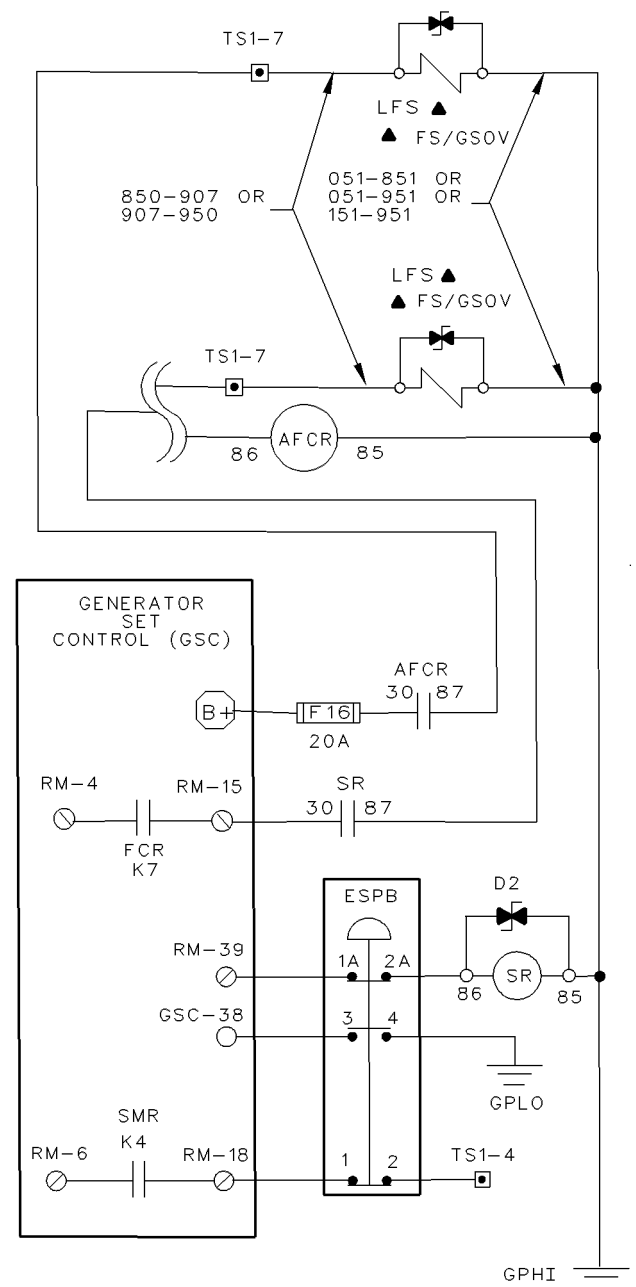 TS1-7
LFS ▲
▲ FS/GSOV
850-907 OR
907-950
051-851 OR
051-951 OR
151-951
LFS ▲
▲ FS/GSOV
TS1-7
86 AFCR 85
GENERATOR
SET
CONTROL (GSC)
AFCR
30 87
B+
F16
20A
RM-4
RM-15
SR
30 87
FCR
K7
ESPB
D2
RM-39
1A 2A
86 SR 85
GSC-38
3 4
GPLO
SMR
K4
RM-6
RM-18
1 2
TS1-4
GPHI